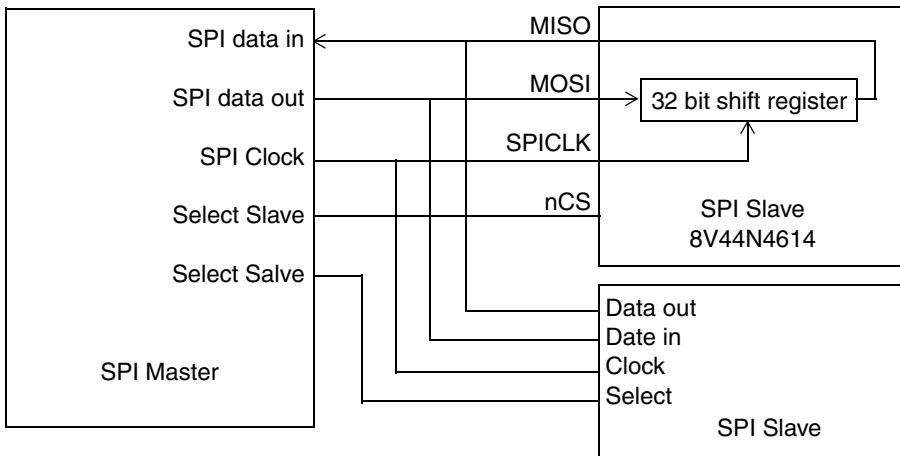 SPI data in
SPI data out
SPI Clock
Select Slave
Select Salve
SPI Master
MISO
MOSI
SPICLK
nCS
32 bit shift register
SPI Slave
8V44N4614
Data out
Date in
Clock
Select
SPI Slave